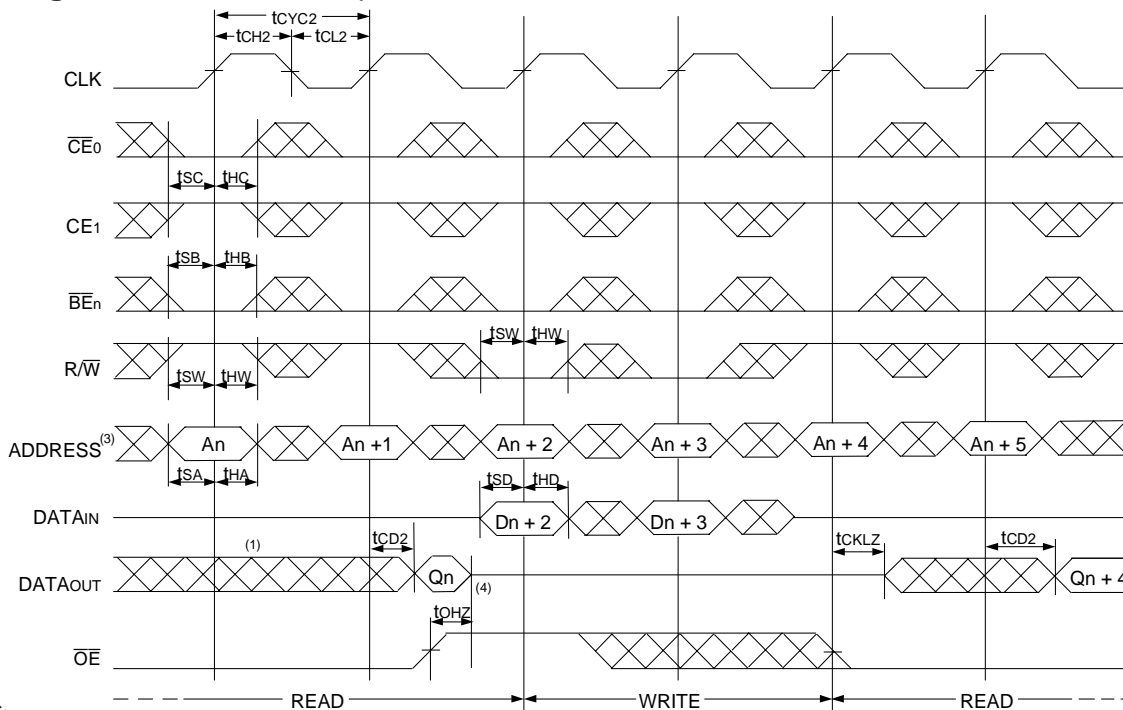 tCYC2
tCH2 tCL2
CLK
CE0
tSC tHC
CE1
tSB tHB
BEn
tSW tHW
R/W
tSW tHW
ADDRESS(3) An An +1 An + 2 An + 3 An + 4 An + 5
tSA tHA tSD tHD
DATAIN Dn + 2 Dn + 3
(1) tCD2 tCKLZ tCD2
DATAOUT Qn (4) Qn + 4
tOHZ
OE
READ WRITE READ